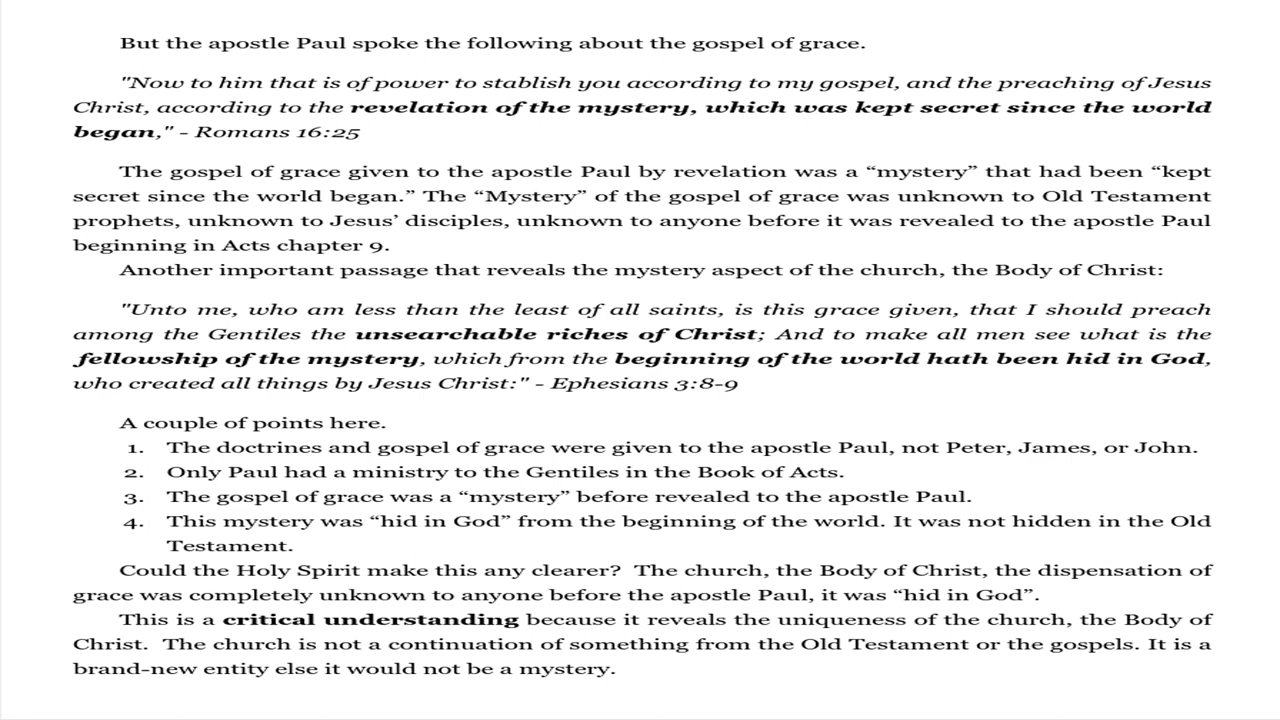 But the apostle Paul spoke the following about the gospel of grace.
"Now to him that is of power to stablish you according to my gospel, and the preaching of Jesus
Christ, according to the revelation of the mystery, which was kept secret since the world
began," - Romans 16:25
The gospel of grace given to the apostle Paul by revelation was a “mystery” that had been “kept
secret since the world began.” The “Mystery” of the gospel of grace was unknown to Old Testament
prophets, unknown to Jesus’ disciples, unknown to anyone before it was revealed to the apostle Paul
beginning in Acts chapter 9.
Another important passage that reveals the mystery aspect of the church, the Body of Christ:
"Unto me, who am less than the least of all saints, is this grace given, that I should preach
among the Gentiles the unsearchable riches of Christ; And to make all men see what is the
fellowship of the mystery, which from the beginning of the world hath been hid in God,
who created all things by Jesus Christ:" - Ephesians 3:8-9
A couple of points here.
1. The doctrines and gospel of grace were given to the apostle Paul, not Peter, James, or John.
2. Only Paul had a ministry to the Gentiles in the Book of Acts.
3. The gospel of grace was a “mystery” before revealed to the apostle Paul.
4. This mystery was “hid in God” from the beginning of the world. It was not hidden in the Old
Testament.
Could the Holy Spirit make this any clearer? The church, the Body of Christ, the dispensation of
grace was completely unknown to anyone before the apostle Paul, it was “hid in God”.
This is a critical understanding because it reveals the uniqueness of the church, the Body of
Christ. The church is not a continuation of something from the Old Testament or the gospels. It is a
brand-new entity else it would not be a mystery.